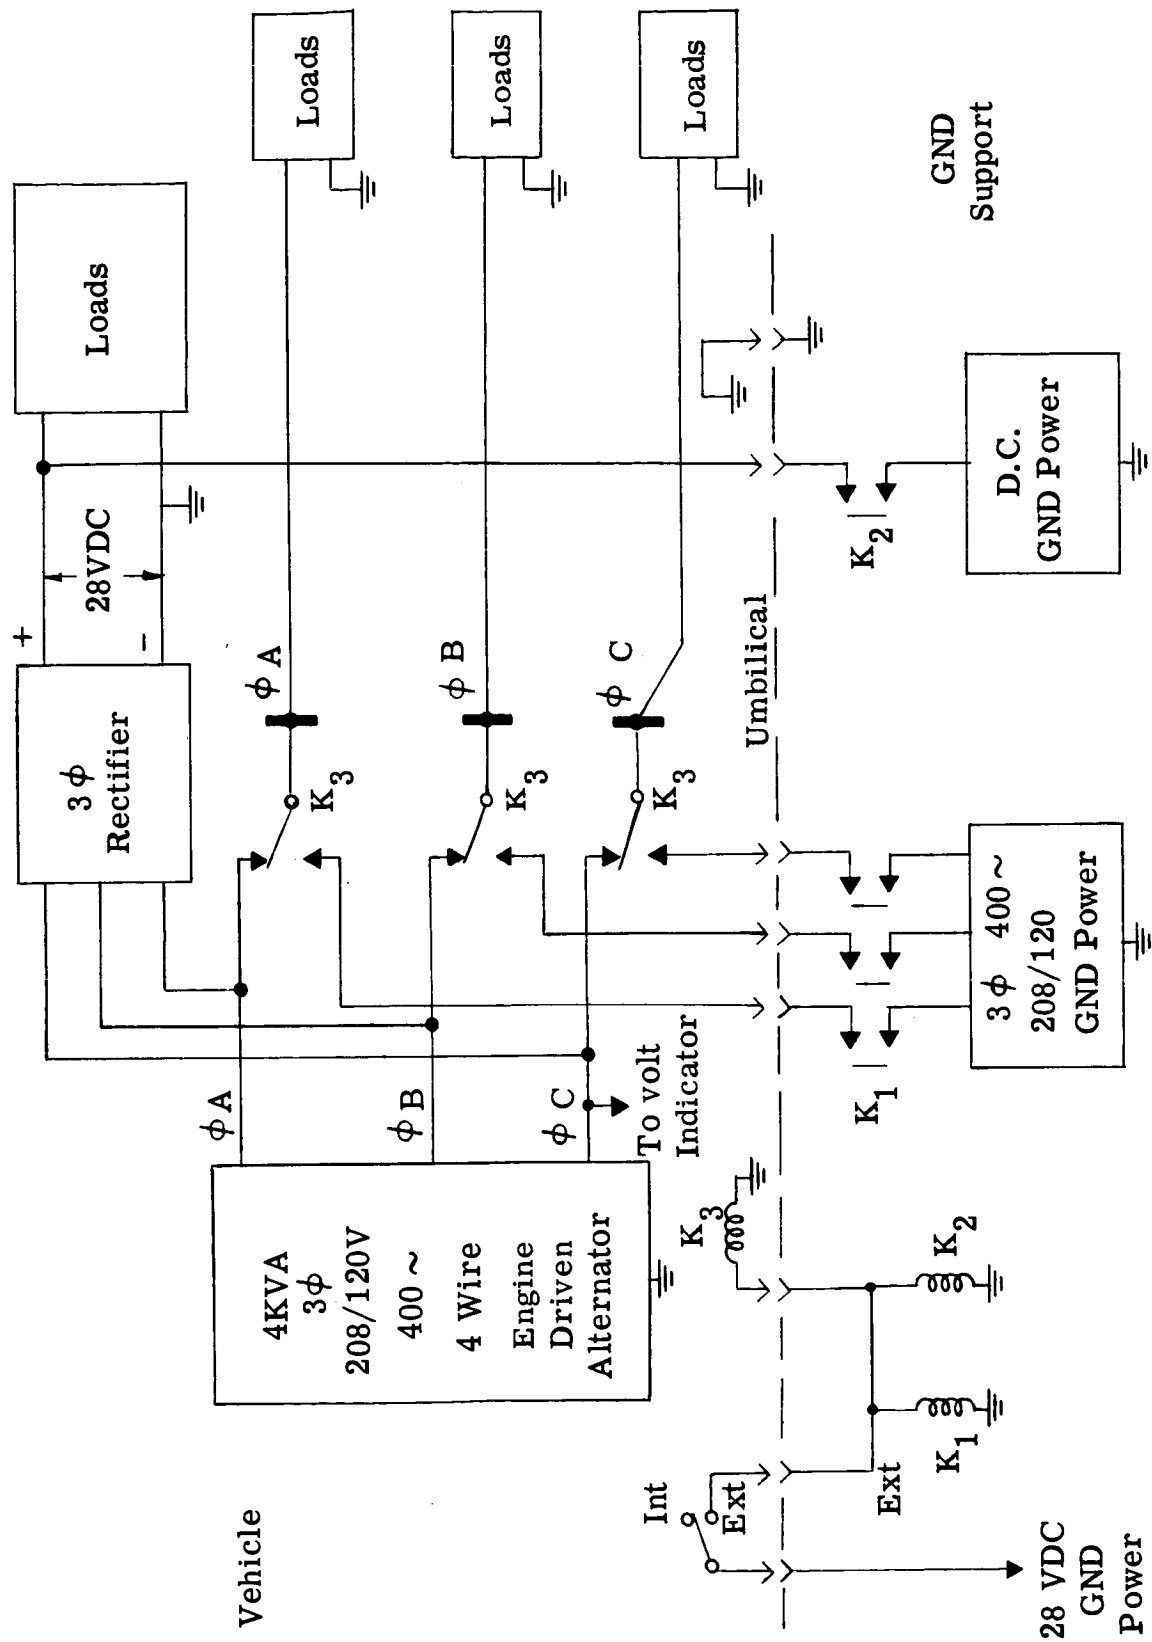 Vehicle
4KVA
3ϕ
208/120V
400~
4 Wire
Engine
Driven
Alternator
ϕ A
ϕ B
ϕ C
To volt
Indicator
3 ϕ
Rectifier
+
-
28VDC
Loads
K3
ϕ A
Loads
K3
ϕ B
Loads
K3
ϕ C
Loads
Umbilical
Int
Ext
K3
Ext
K1
K2
28 VDC
GND
Power
K1
3 ϕ 400~
208/120
GND Power
K2
D.C.
GND Power
GND
Support